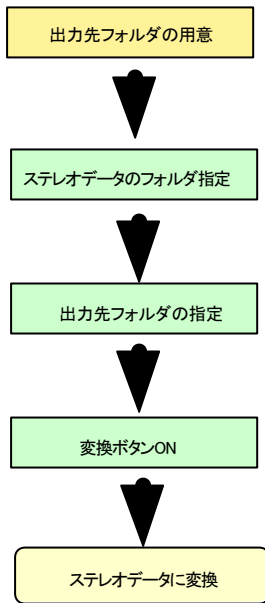 出力先フォルダの用意
ステレオデータのフォルダ指定
出力先フォルダの指定
変換ボタンON
ステレオデータに変換